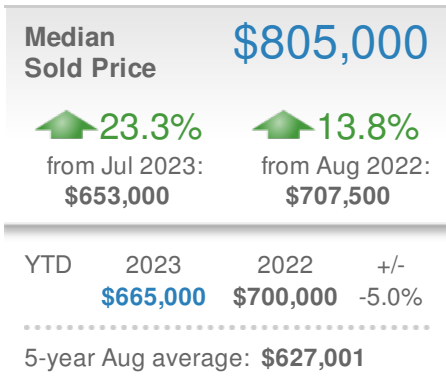 Median
Sold Price
$805,000
23.3%
from Jul 2023:
$653,000
13.8%
from Aug 2022:
$707,500
YTD 2023 2022 +/-
$665,000 $700,000 -5.0%
5-year Aug average: $627,001